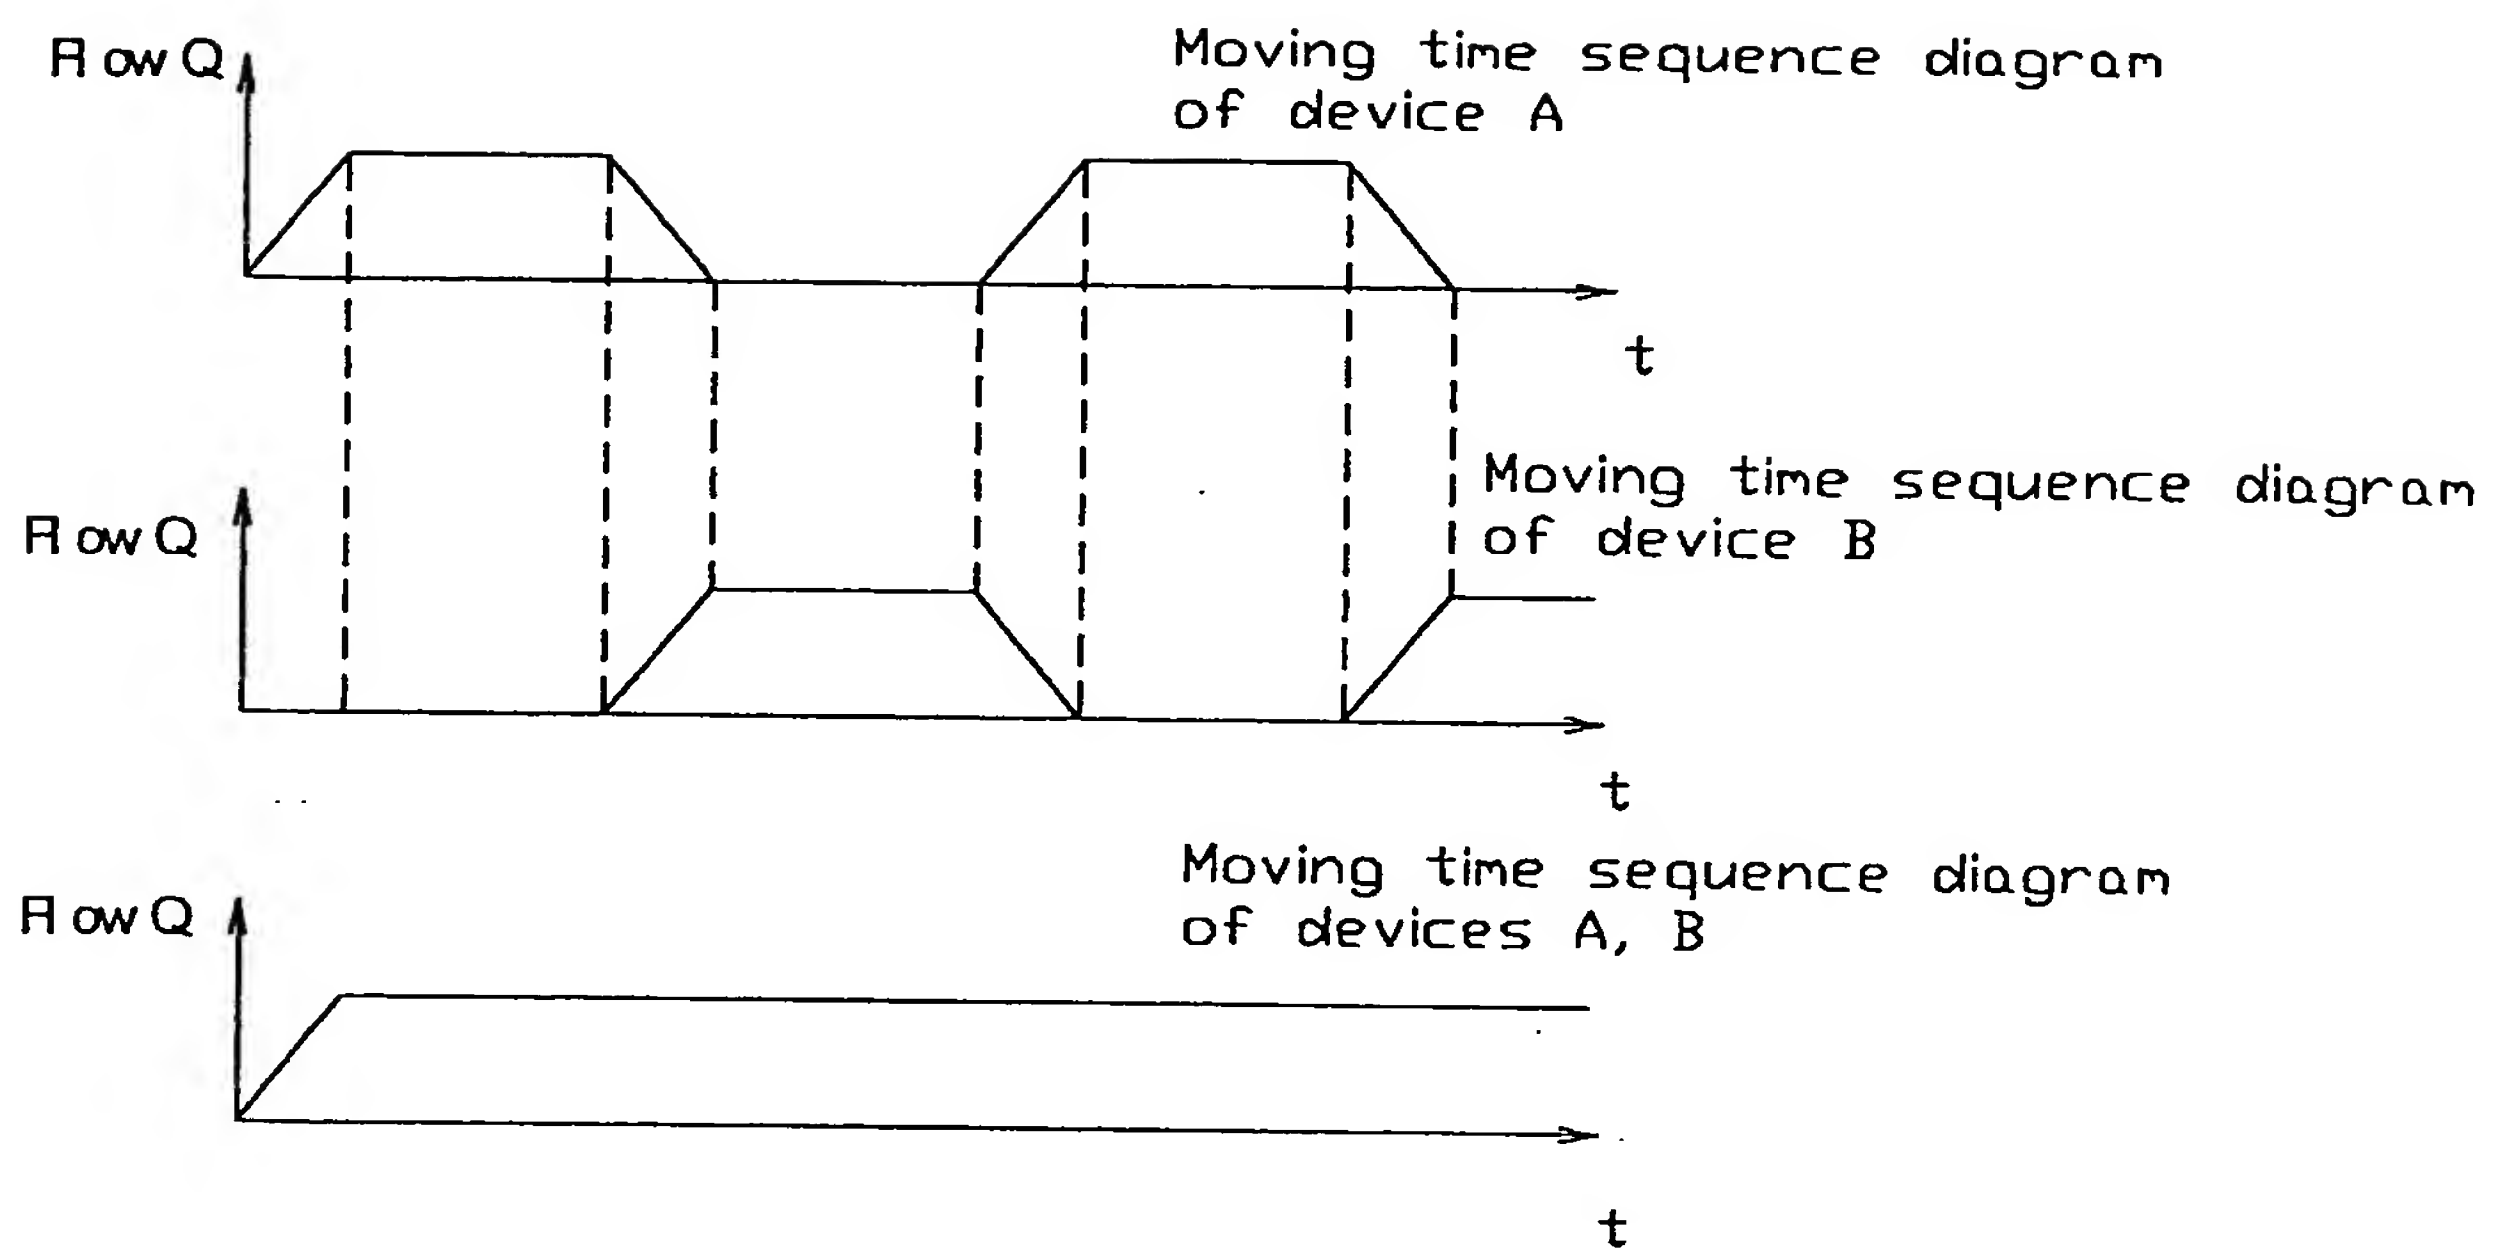 Flow Q
Moving time sequence diagram
of device A
t
Flow Q
Moving time sequence diagram
of device B
t
Flow Q
Moving time sequence diagram
of devices A, B
t